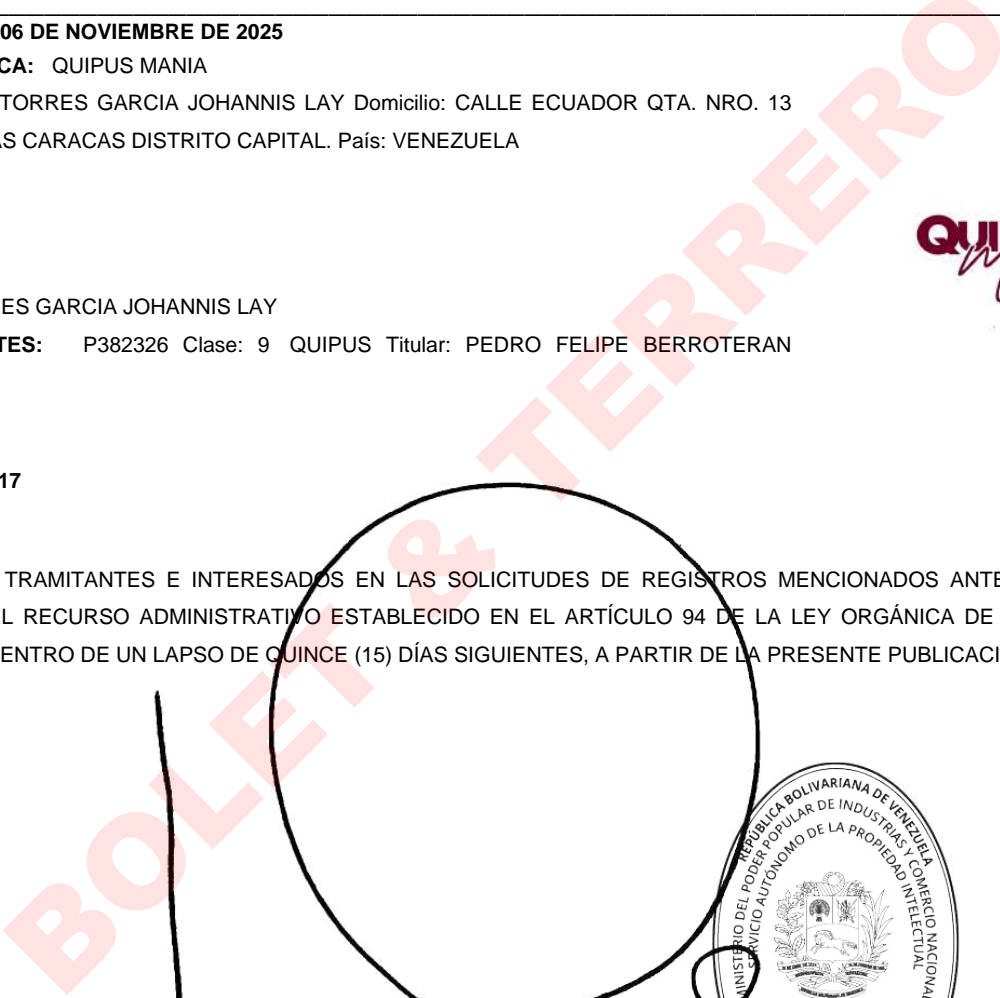 06 DE NOVIEMBRE DE 2025
CA: QUIPUS MANIA
TORRES GARCIA JOHANNIS LAY Domicilio: CALLE ECUADOR QTA. NRO. 13
AS CARACAS DISTRITO CAPITAL. País: VENEZUELA
QUI
ES GARCIA JOHANNIS LAY
TES: P382326 Clase: 9 QUIPUS Titular: PEDRO FELIPE BERROTERAN
17
TRAMITANTES E INTERESADOS EN LAS SOLICITUDES DE REGISTROS MENCIONADOS ANTE
L RECURSO ADMINISTRATIVO ESTABLECIDO EN EL ARTÍCULO 94 DE LA LEY ORGÁNICA DE
ENTRO DE UN LAPSO DE QUINCE (15) DÍAS SIGUIENTES, A PARTIR DE LA PRESENTE PUBLICACI
BOLET & TERRERO
REPÚBLICA BOLIVARIANA DE VENEZUELA
MINISTERIO DEL PODER POPULAR DE INDUSTRIAS Y COMERCIO NACIONAL
SERVICIO AUTÓNOMO DE LA PROPIEDAD INTELECTUAL